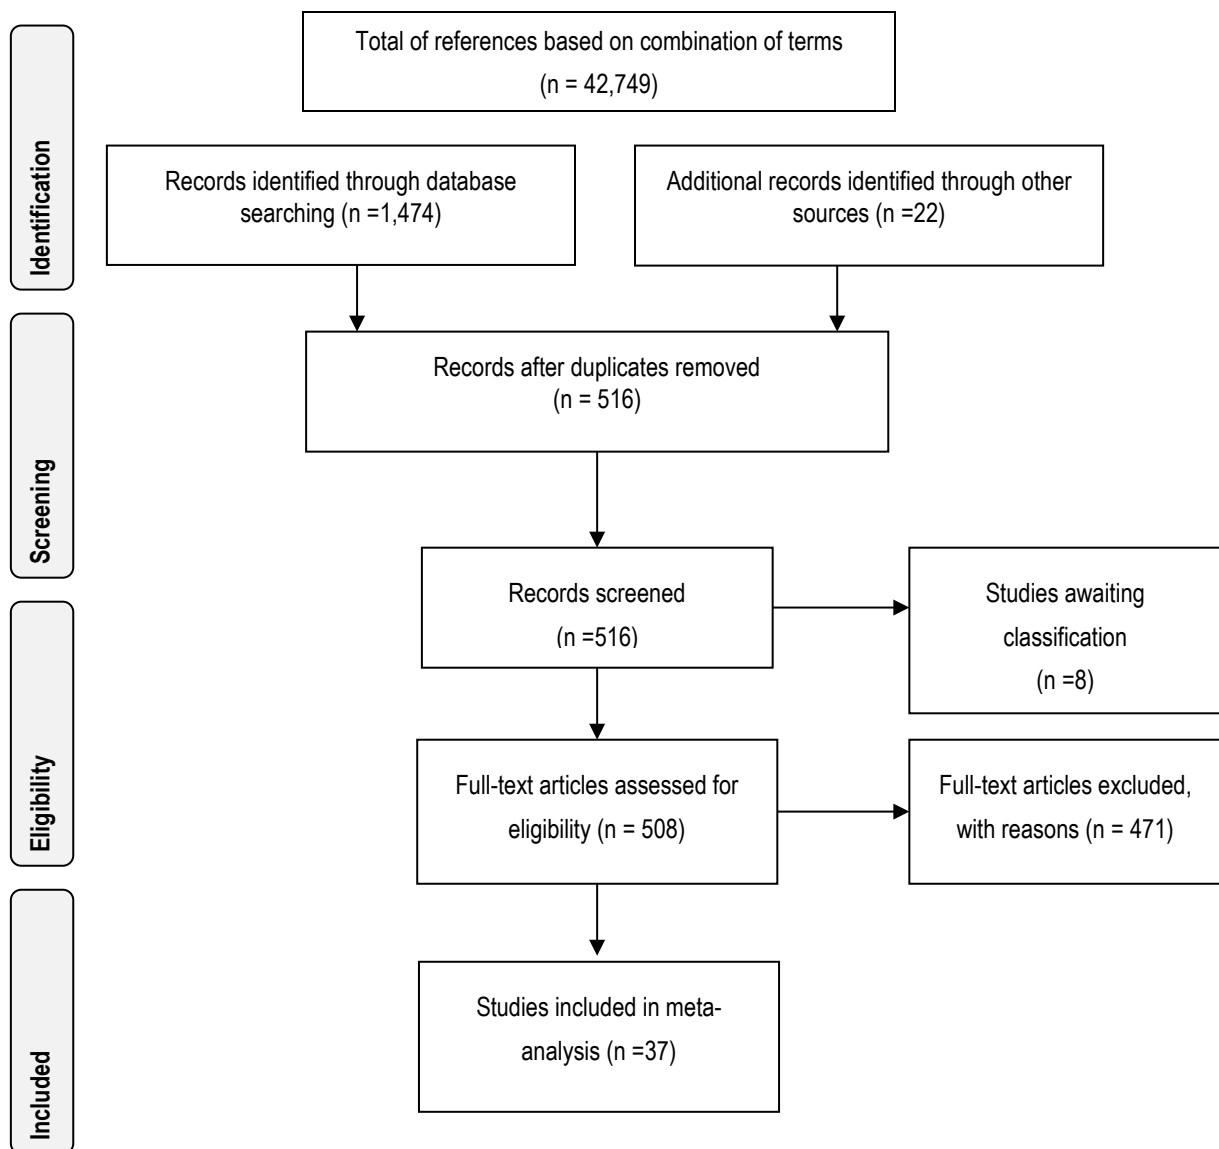 Total of references based on combination of terms
(n = 42,749)
Identification
Records identified through database
searching (n =1,474)
Additional records identified through other
sources (n =22)
Screening
Records after duplicates removed
(n = 516)
Records screened
(n =516)
Studies awaiting
classification
(n =8)
Eligibility
Full-text articles assessed for
eligibility (n = 508)
Full-text articles excluded,
with reasons (n = 471)
Included
Studies included in meta-
analysis (n =37)